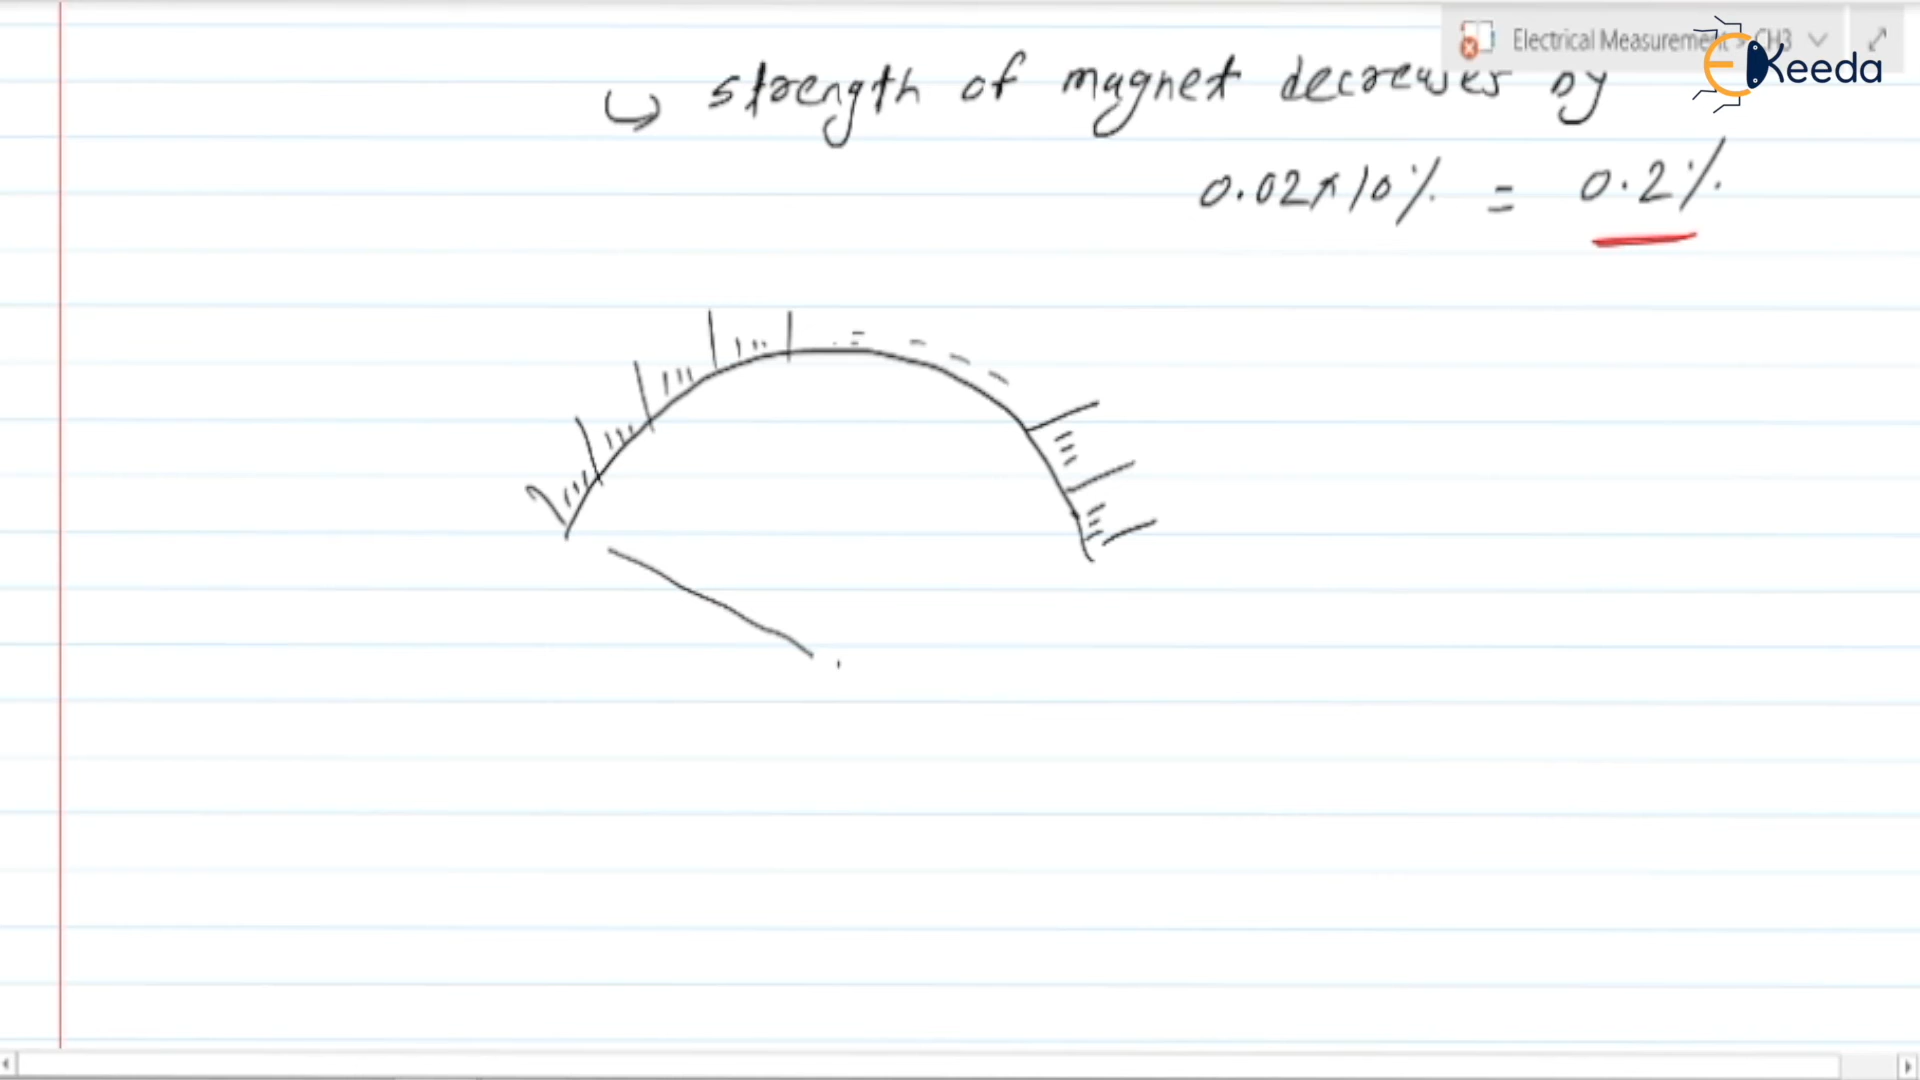 Electrical Measurement > CH3
EKeeda
↪ strength of magnet decreases by
0.02×10% = 0.2%